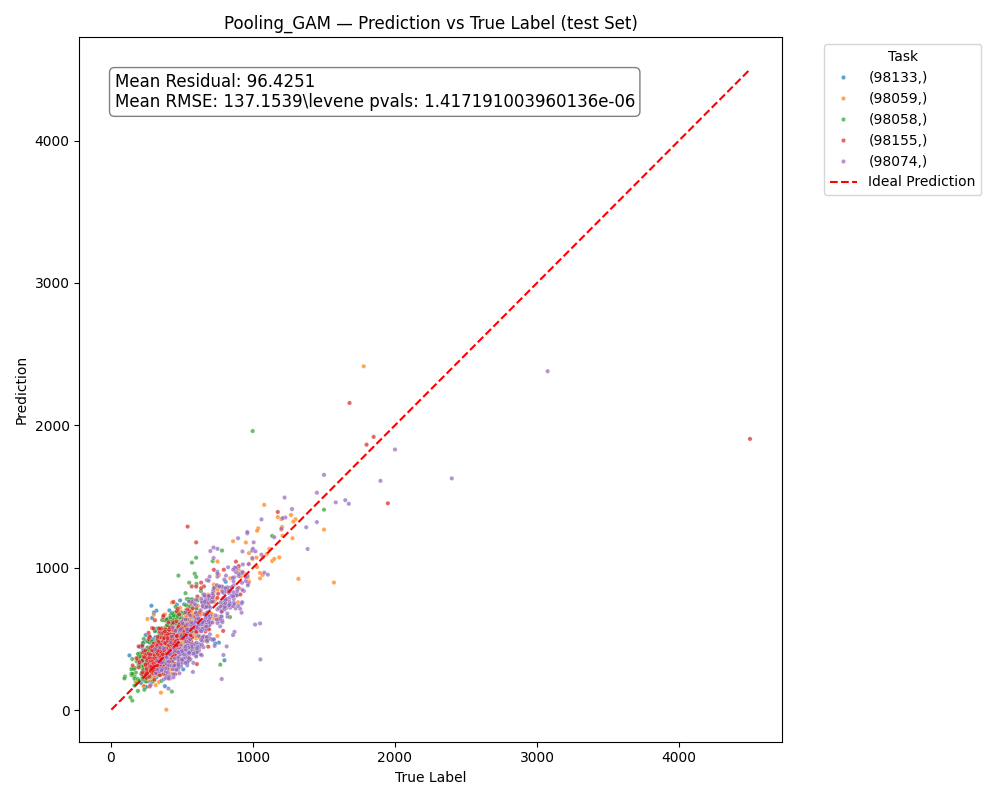 Pooling_GAM — Prediction vs True Label (test Set)
Mean Residual: 96.4251
Mean RMSE: 137.1539\levene pvals: 1.417191003960136e-06
Task
(98133,)
(98059,)
(98058,)
(98155,)
(98074,)
Ideal Prediction
Prediction
4000
3000
2000
1000
0
0 1000 2000 3000 4000
True Label